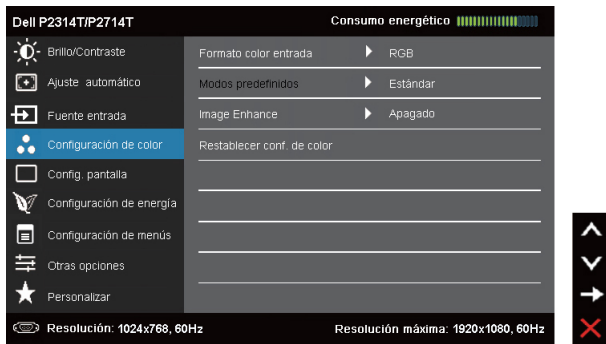 Dell P2314T/P2714T Consumo energético
Brillo/Contraste
Formato color entrada RGB
Ajuste automático
Modos predefinidos Estándar
Fuente entrada
Image Enhance Apagado
Configuración de color
Restablecer conf. de color
Config. pantalla
Configuración de energía
Configuración de menús
Otras opciones
Personalizar
Resolución: 1024x768, 60Hz Resolución máxima: 1920x1080, 60Hz